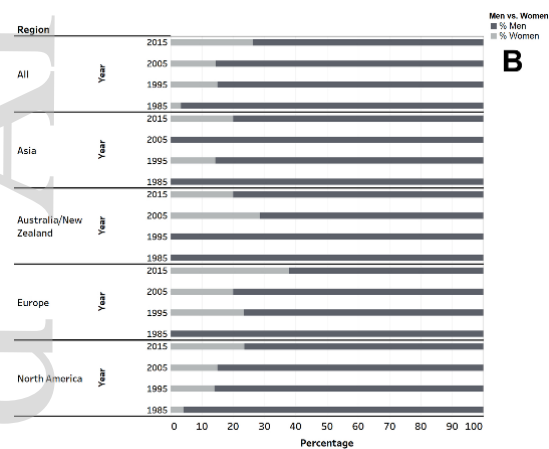 Men vs. Women
% Men
% Women
B
Region
All
Year
2015
2005
1995
1985
Asia
Year
2015
2005
1995
1985
Australia/New
Zealand
Year
2015
2005
1995
1985
Europe
Year
2015
2005
1995
1985
North America
Year
2015
2005
1995
1985
0 10 20 30 40 50 60 70 80 90 100
Percentage